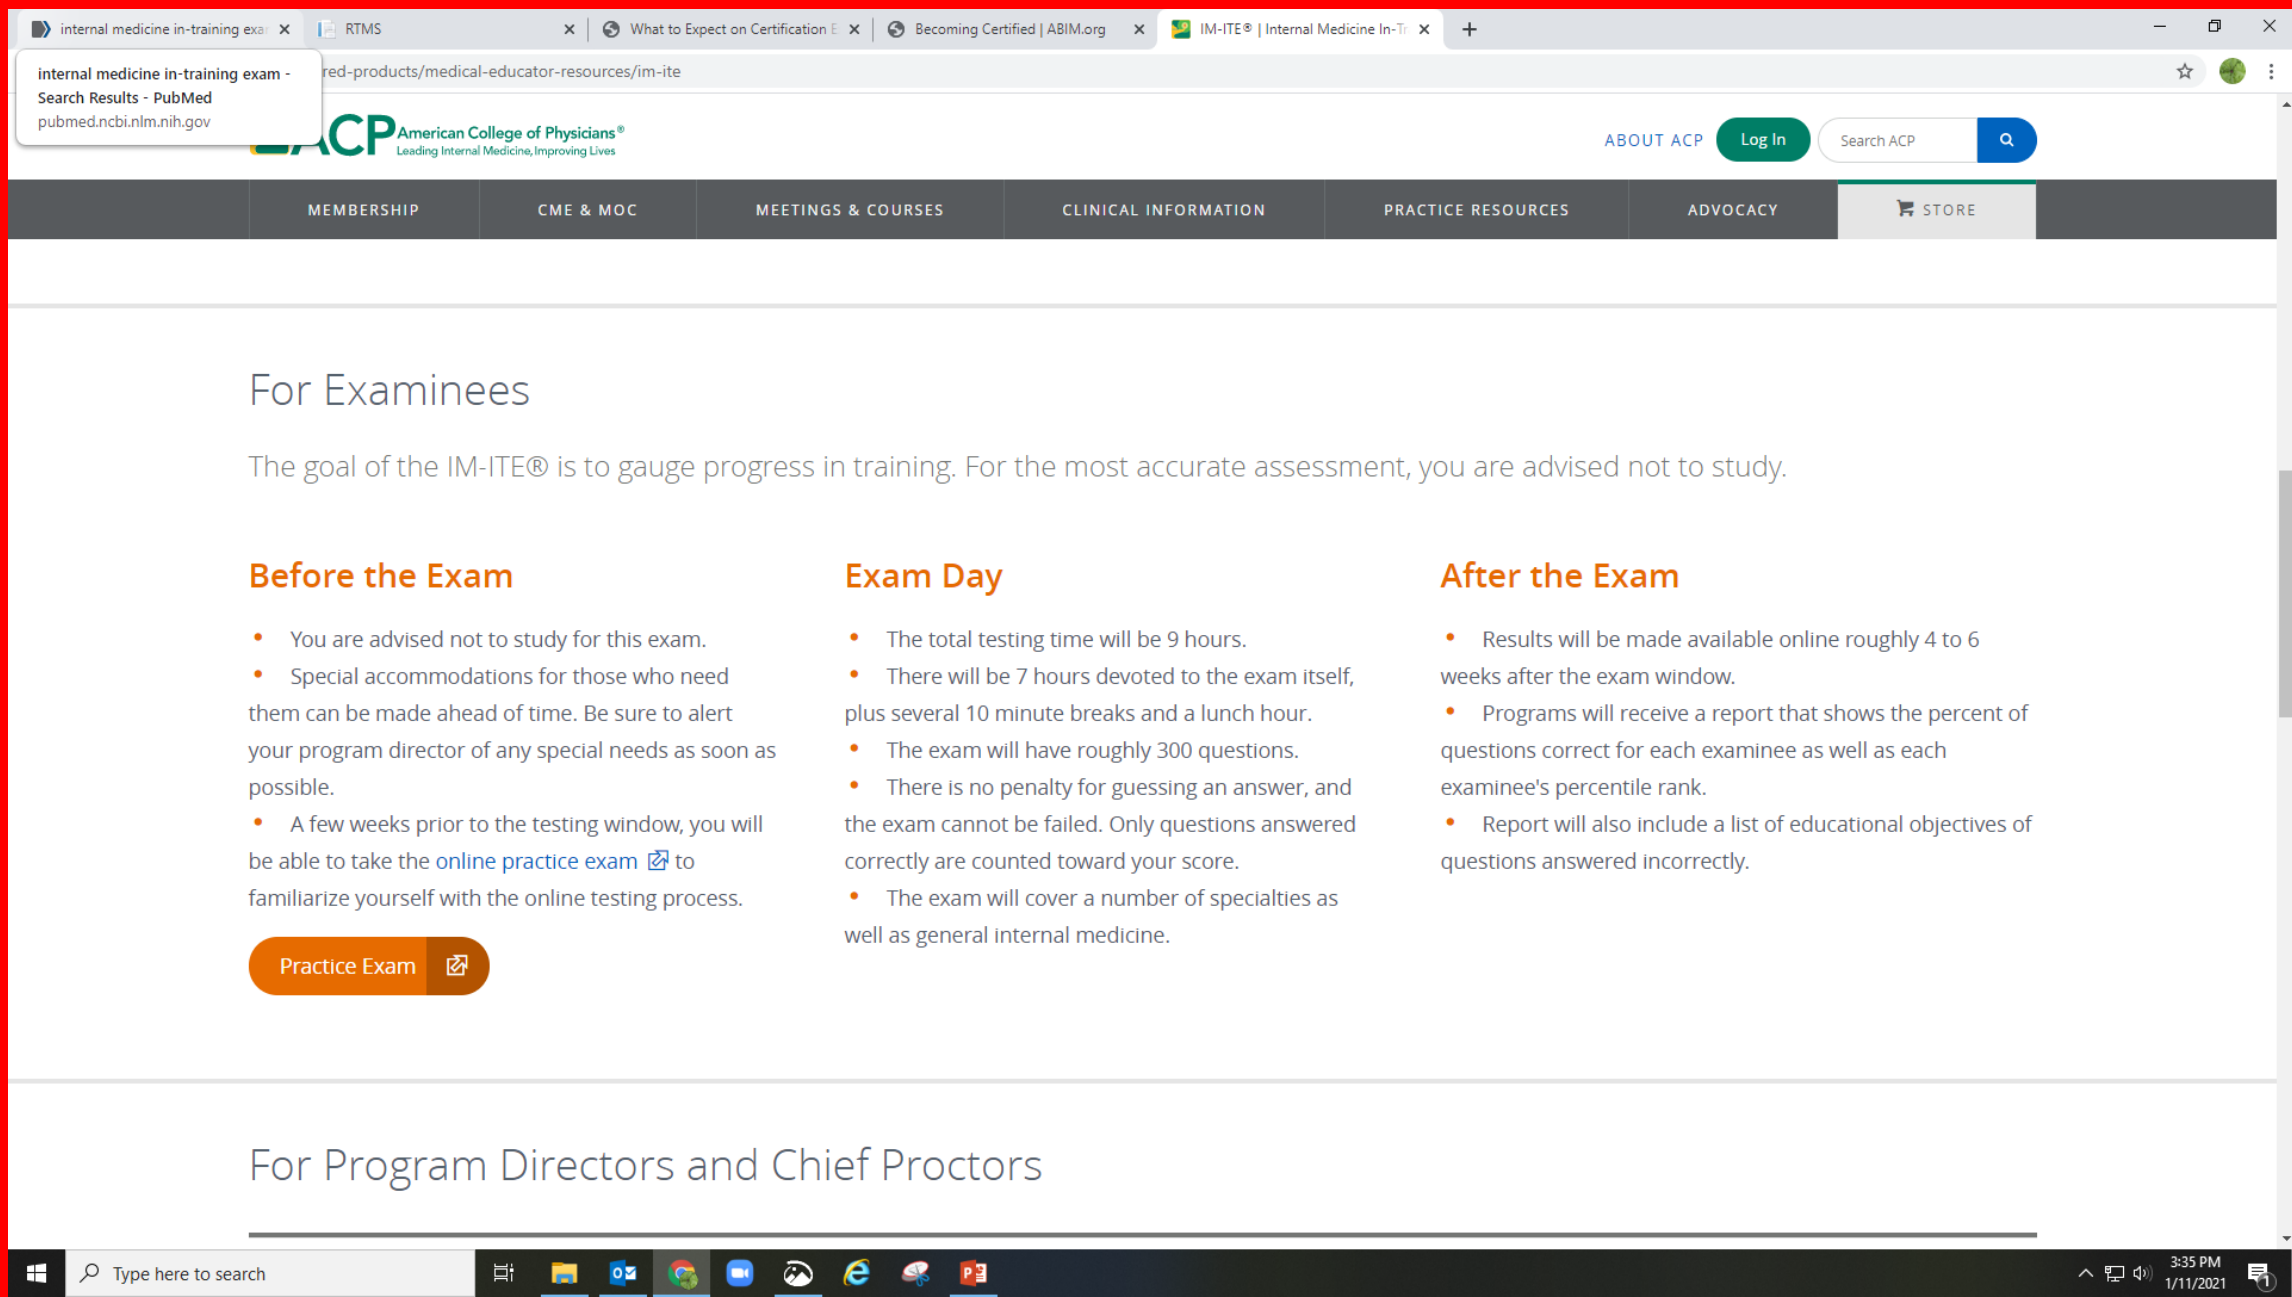 internal medicine in-training exa
RTMS
What to Expect on Certification E
Becoming Certified | ABIM.org
IM-ITE® | Internal Medicine In-Tr
internal medicine in-training exam -
Search Results - PubMed
pubmed.ncbi.nlm.nih.gov
red-products/medical-educator-resources/im-ite
ACP American College of Physicians®
Leading Internal Medicine, Improving Lives
ABOUT ACP
Log In
Search ACP
MEMBERSHIP
CME & MOC
MEETINGS & COURSES
CLINICAL INFORMATION
PRACTICE RESOURCES
ADVOCACY
STORE
For Examinees
The goal of the IM-ITE® is to gauge progress in training. For the most accurate assessment, you are advised not to study.
Before the Exam
• You are advised not to study for this exam.
• Special accommodations for those who need
them can be made ahead of time. Be sure to alert
your program director of any special needs as soon as
possible.
• A few weeks prior to the testing window, you will
be able to take the online practice exam to
familiarize yourself with the online testing process.
Practice Exam
Exam Day
• The total testing time will be 9 hours.
• There will be 7 hours devoted to the exam itself,
plus several 10 minute breaks and a lunch hour.
• The exam will have roughly 300 questions.
• There is no penalty for guessing an answer, and
the exam cannot be failed. Only questions answered
correctly are counted toward your score.
• The exam will cover a number of specialties as
well as general internal medicine.
After the Exam
• Results will be made available online roughly 4 to 6
weeks after the exam window.
• Programs will receive a report that shows the percent of
questions correct for each examinee as well as each
examinee's percentile rank.
• Report will also include a list of educational objectives of
questions answered incorrectly.
For Program Directors and Chief Proctors
Type here to search
3:35 PM
1/11/2021
1